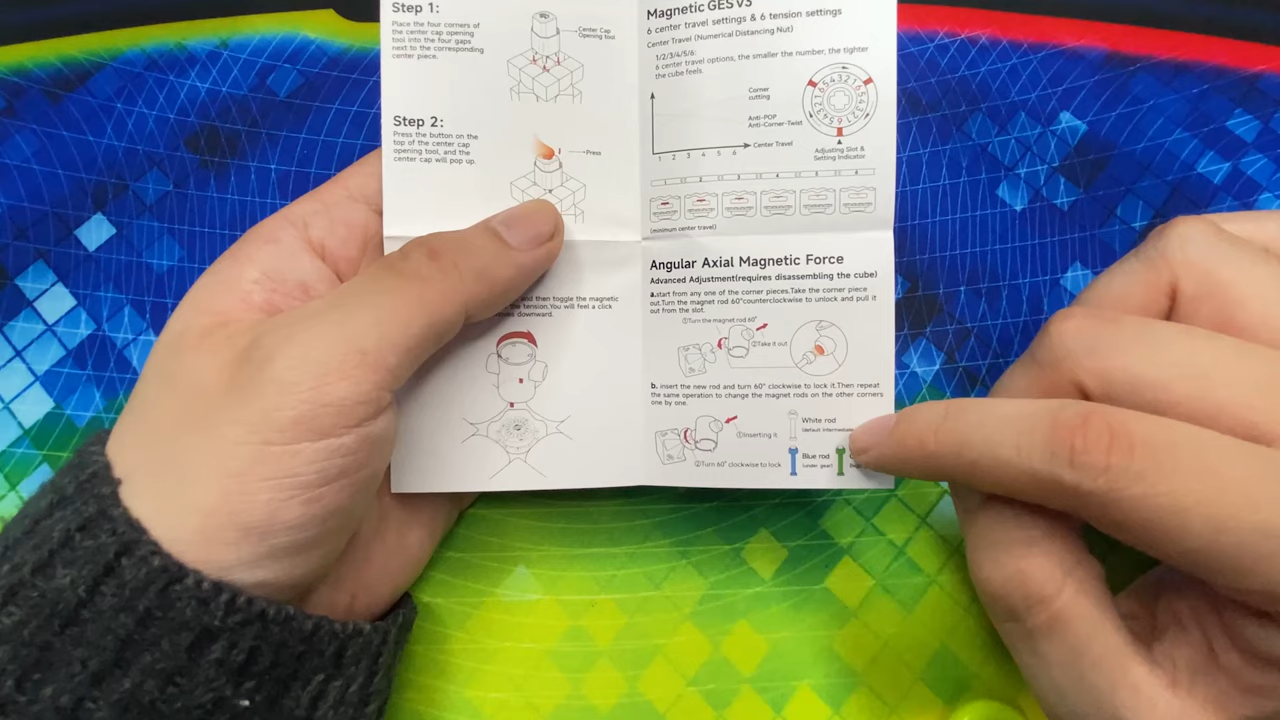 Step 1:
Place the four corners of
the center cap opening
tool into the four gaps
next to the corresponding
center piece.
Center Cap
Opening tool
Step 2:
Press the button on the
top of the center cap
opening tool, and the
center cap will pop up.
Press
and then toggle the magnetic
tension.You will feel a click
downward.
Magnetic GES V3
6 center travel settings & 6 tension settings
Center Travel (Numerical Distancing Nut)
1/2/3/4/5/6:
6 center travel options, the smaller the number, the tighter
the cube feels.
Corner
cutting
Anti-POP
Anti-Corner-Twist
Center Travel
1 2 3 4 5 6
Adjusting Slot &
Setting Indicator
1 2 3 4 5 6
(minimum center travel)
Angular Axial Magnetic Force
Advanced Adjustment(requires disassembling the cube)
a.start from any one of the corner pieces.Take the corner piece
out.Turn the magnet rod 60°counterclockwise to unlock and pull it
out from the slot.
①Turn the magnet rod 60°
②Take it out
b. insert the new rod and turn 60° clockwise to lock it.Then repeat
the same operation to change the magnet rods on the other corners
one by one.
①Inserting it
②Turn 60° clockwise to lock
White rod
(default intermediate
Blue rod
(under gear)